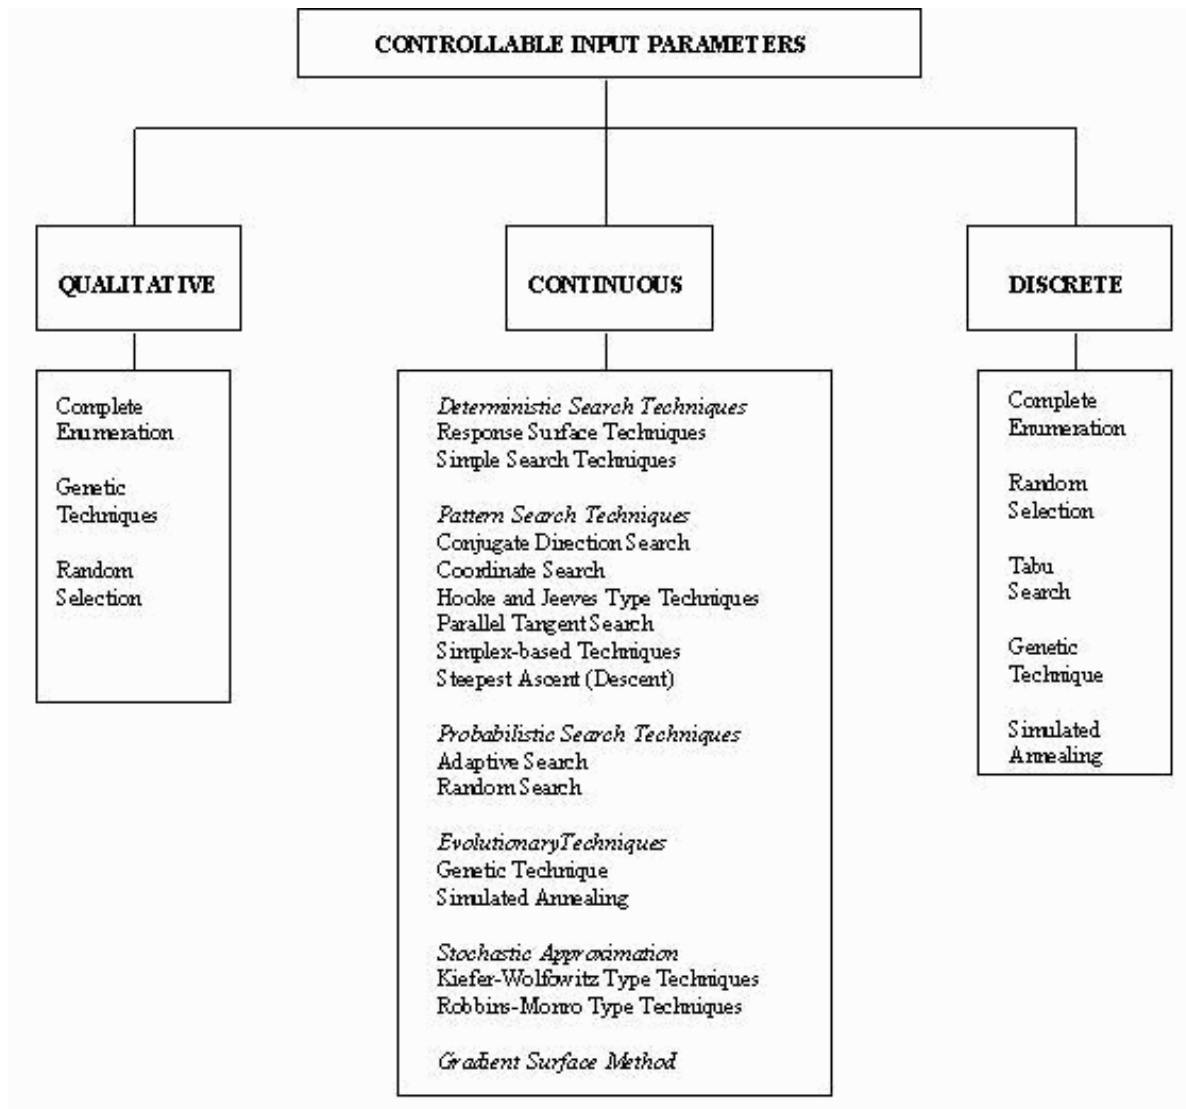 CONTROLLABLE INPUT PARAMETERS
QUALITATIVE
Complete
Enumeration
Genetic
Techniques
Random
Selection
CONTINUOUS
Deterministic Search Techniques
Response Surface Techniques
Simple Search Techniques
Pattern Search Techniques
Conjugate Direction Search
Coordinate Search
Hooke and Jeeves Type Techniques
Parallel Tangent Search
Simplex-based Techniques
Steepest Ascent (Descent)
Probabilistic Search Techniques
Adaptive Search
Random Search
Evolutionary Techniques
Genetic Technique
Simulated Annealing
Stochastic Approximation
Kiefer-Wolfowitz Type Techniques
Robbins-Monro Type Techniques
Gradient Surface Method
DISCRETE
Complete
Enumeration
Random
Selection
Tabu
Search
Genetic
Technique
Simulated
Annealing